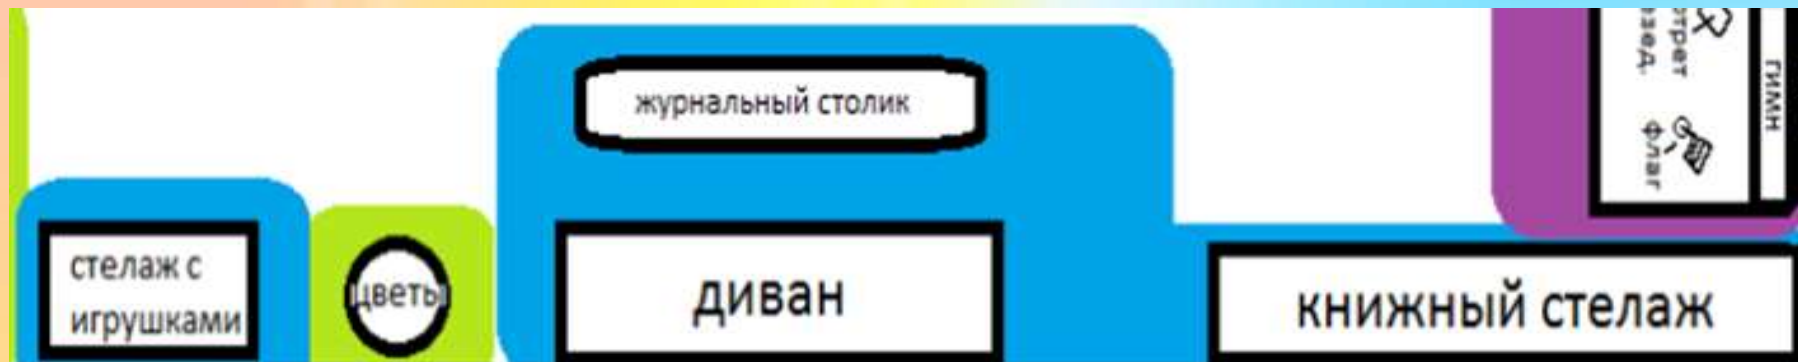 журнальный столик
стелаж с
игрушками
цветы
диван
книжный стелаж
гимн
флаг